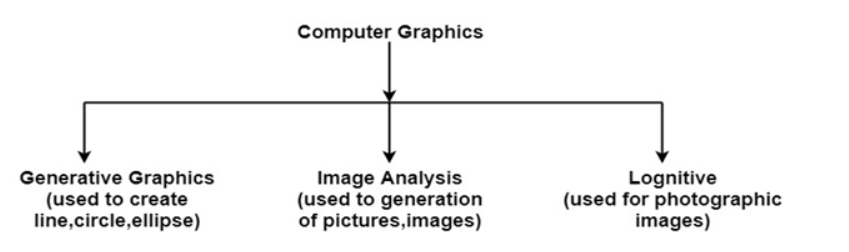 Computer Graphics
Generative Graphics
(used to create
line,circle,ellipse)
Image Analysis
(used to generation
of pictures,images)
Lognitive
(used for photographic
images)